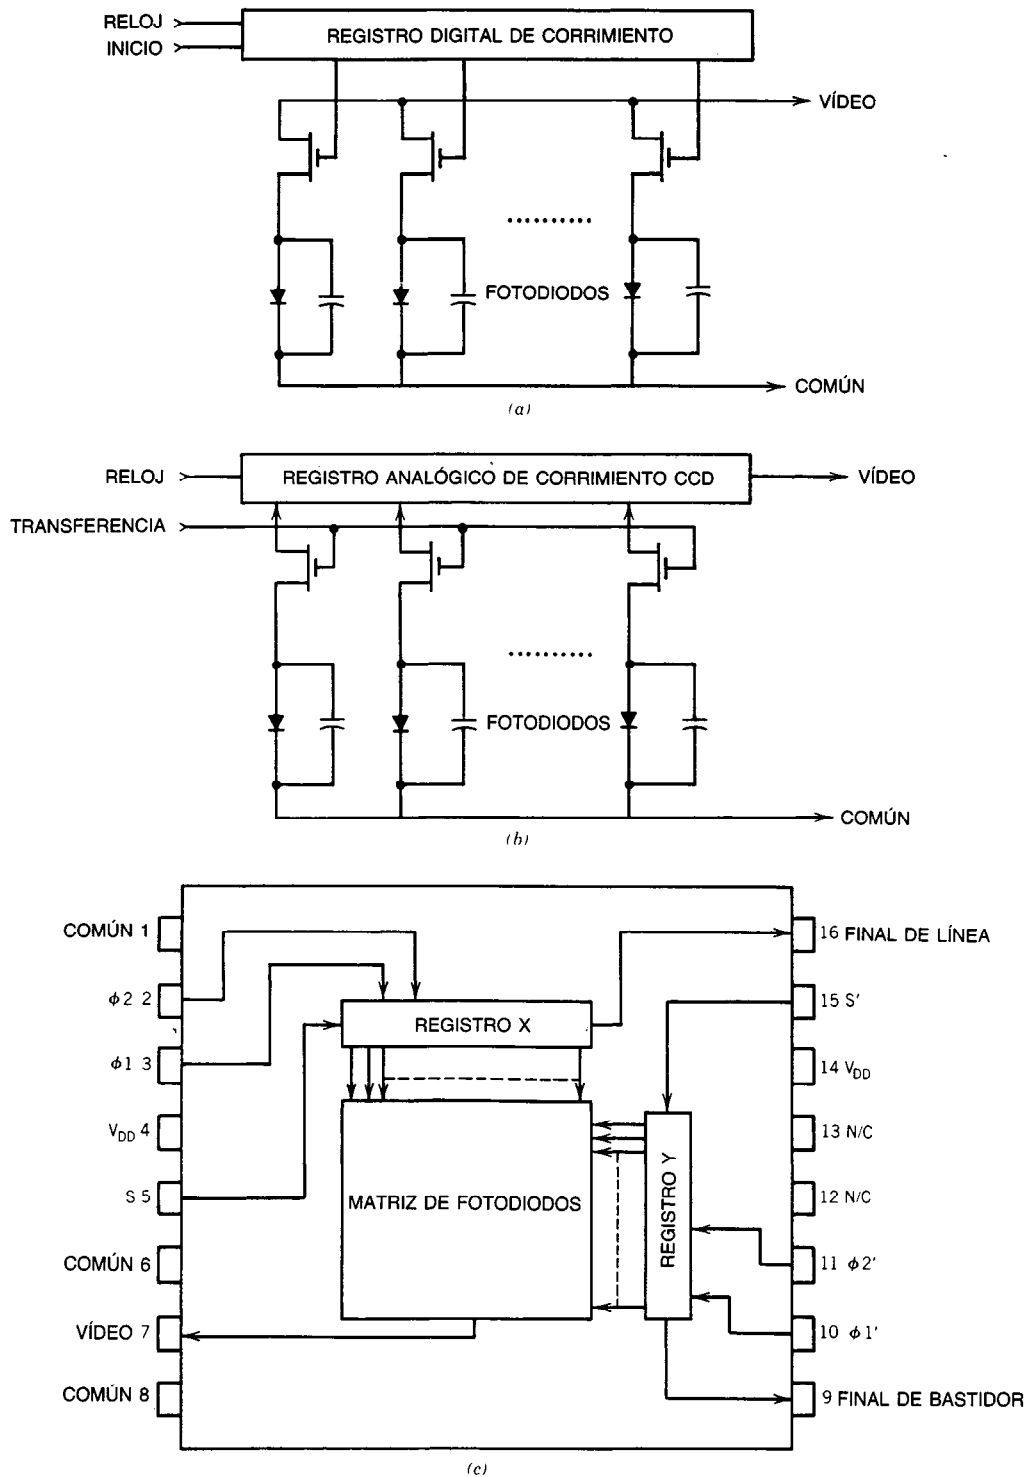 RELOJ
INICIO
REGISTRO DIGITAL DE CORRIMIENTO
VÍDEO
FOTODIODOS
COMÚN
(a)
RELOJ
REGISTRO ANALÓGICO DE CORRIMIENTO CCD
VÍDEO
TRANSFERENCIA
FOTODIODOS
COMÚN
(b)
COMÚN 1
ϕ2 2
ϕ1 3
V_DD 4
S 5
COMÚN 6
VÍDEO 7
COMÚN 8
REGISTRO X
MATRIZ DE FOTODIODOS
REGISTRO Y
16 FINAL DE LÍNEA
15 S'
14 V_DD
13 N/C
12 N/C
11 ϕ2'
10 ϕ1'
9 FINAL DE BASTIDOR
(c)